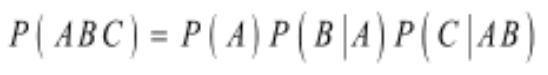 P( ABC ) = P( A ) P( B |A ) P( C |AB )